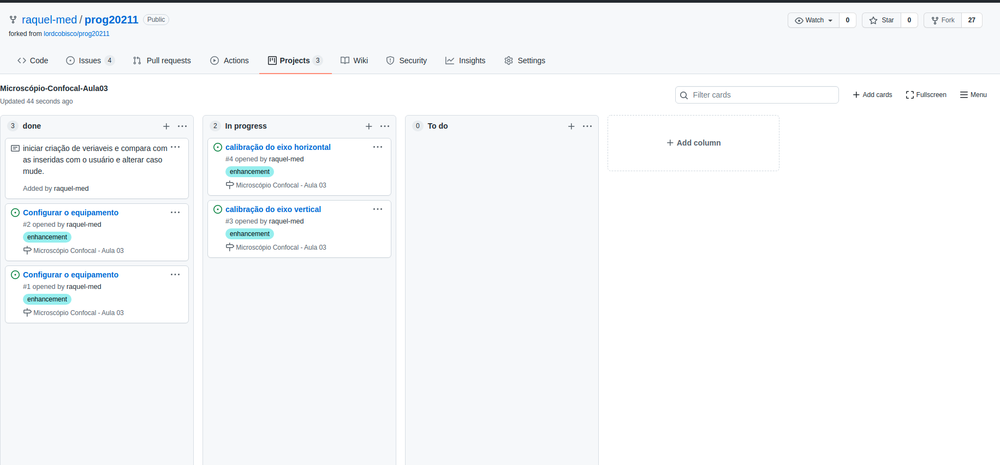 raquel-med / prog20211 Public
Watch 0 Star 0 Fork 27
forked from lordcobisco/prog20211
Code Issues 4 Pull requests Actions Projects 3 Wiki Security Insights Settings
Microscópio-Confocal-Aula03
Updated 44 seconds ago
Filter cards
Add cards Fullscreen Menu
3 done
iniciar criação de veriaveis e compara com
as inseridas com o usuário e alterar caso
mude.
Added by raquel-med
Configurar o equipamento
#2 opened by raquel-med
enhancement
Microscópio Confocal - Aula 03
Configurar o equipamento
#1 opened by raquel-med
enhancement
Microscópio Confocal - Aula 03
2 In progress
calibração do eixo horizontal
#4 opened by raquel-med
enhancement
Microscópio Confocal - Aula 03
calibração do eixo vertical
#3 opened by raquel-med
enhancement
Microscópio Confocal - Aula 03
0 To do
Add column